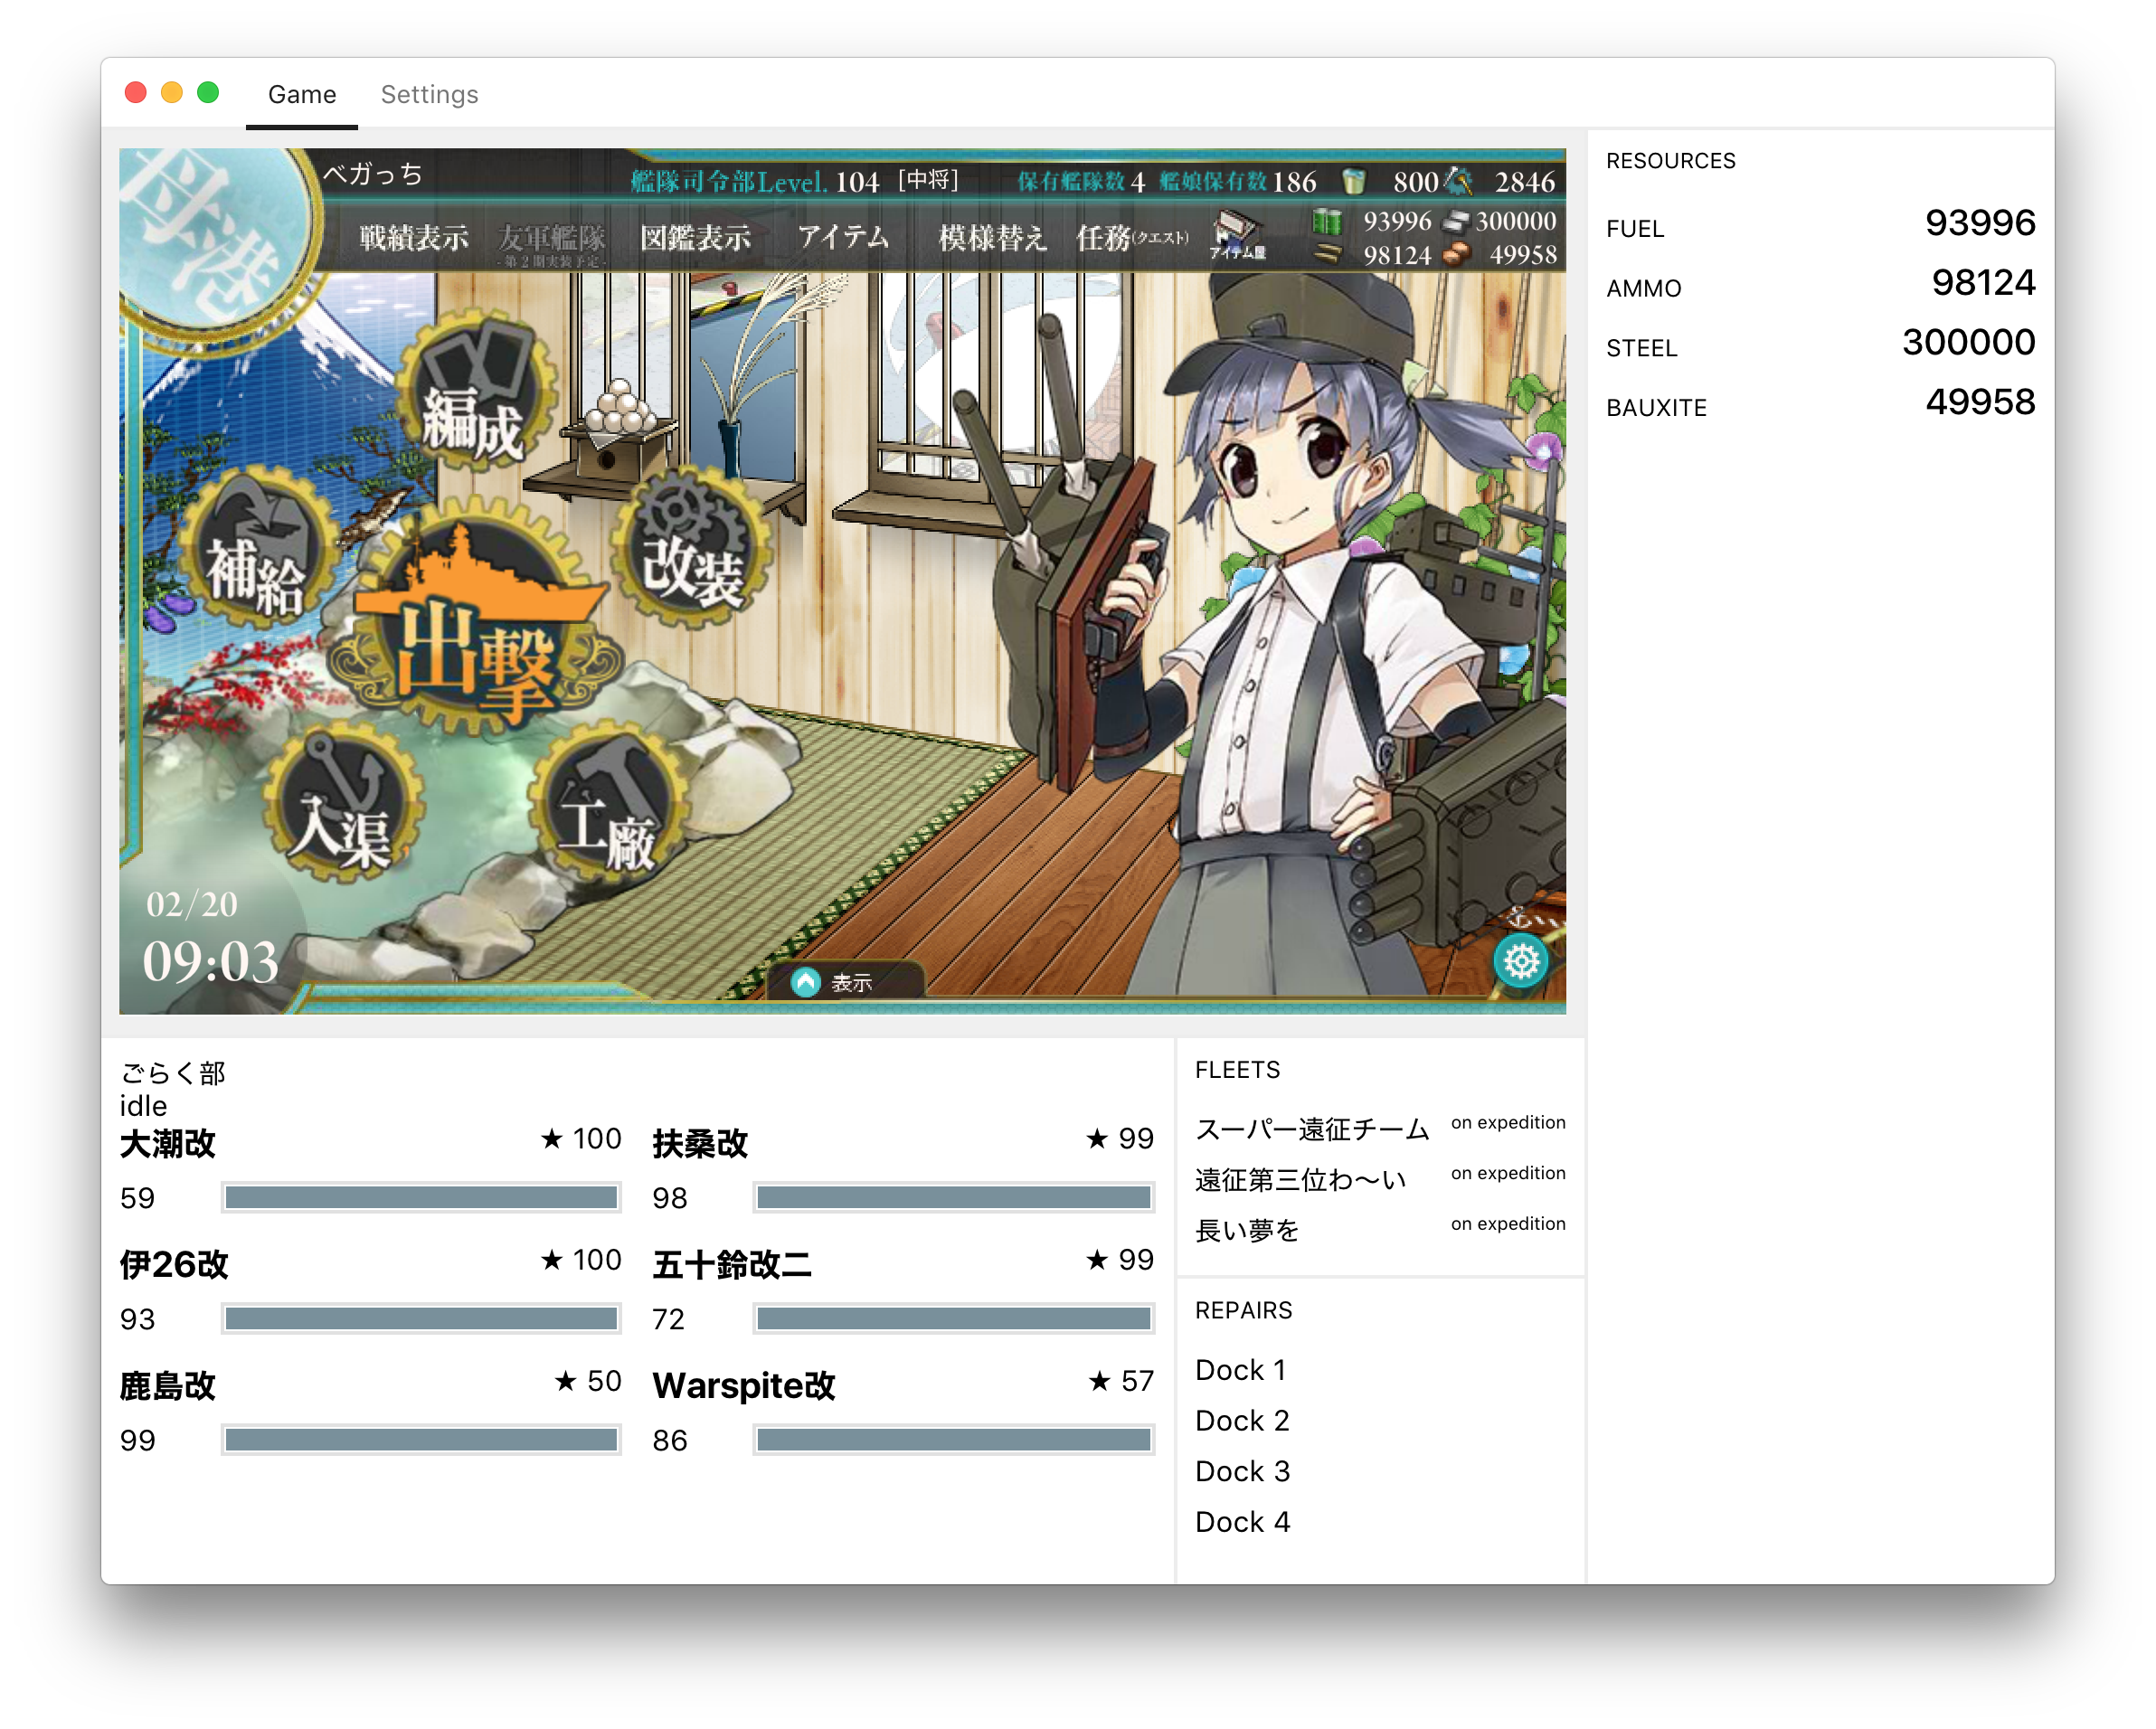 Game Settings
母港
べガっち
艦隊司令部Level. 104 [中将] 保有艦隊数 4 艦娘保有数 186 800 2846
戦績表示 友軍艦隊 図鑑表示 アイテム 模様替え 任務(クエスト) アイテム屋 93996 300000
-第2期実装予定- 98124 49958
編成
補給
改装
出撃
入渠
工廠
02/20
09:03
表示
RESOURCES
FUEL 93996
AMMO 98124
STEEL 300000
BAUXITE 49958
ごらく部
idle
大潮改 ★ 100
59
扶桑改 ★ 99
98
伊26改 ★ 100
93
五十鈴改二 ★ 99
72
鹿島改 ★ 50
99
Warspite改 ★ 57
86
FLEETS
スーパー遠征チーム on expedition
遠征第三位わ〜い on expedition
長い夢を on expedition
REPAIRS
Dock 1
Dock 2
Dock 3
Dock 4